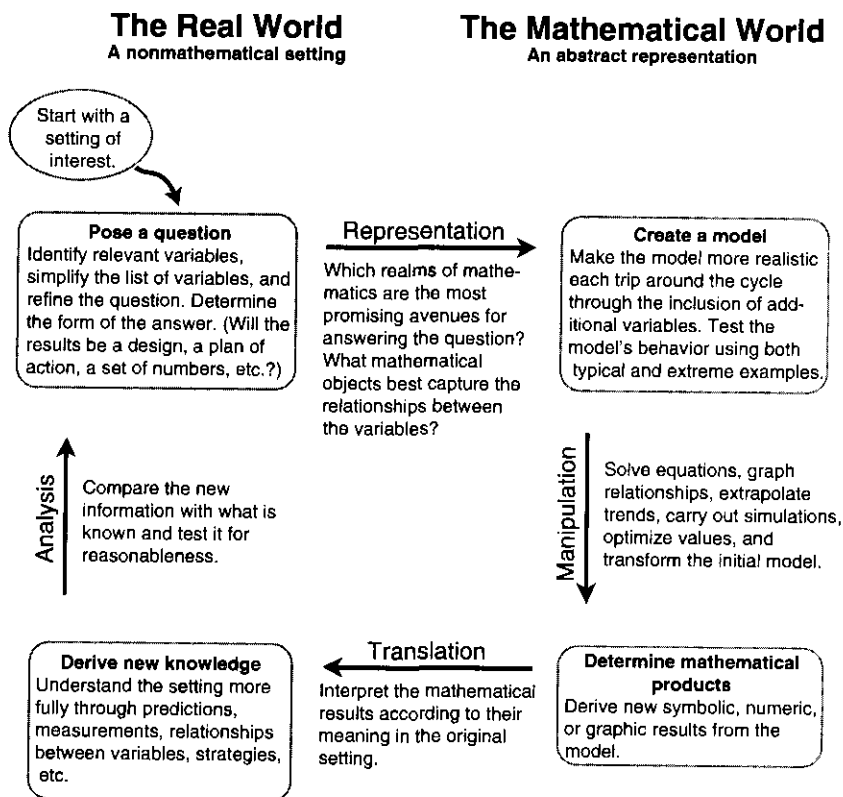 The Real World
A nonmathematical setting
The Mathematical World
An abstract representation
Start with a
setting of
interest.
Pose a question
Identify relevant variables,
simplify the list of variables, and
refine the question. Determine
the form of the answer. (Will the
results be a design, a plan of
action, a set of numbers, etc.?)
Representation
Which realms of mathe-
matics are the most
promising avenues for
answering the question?
What mathematical
objects best capture the
relationships between
the variables?
Create a model
Make the model more realistic
each trip around the cycle
through the inclusion of add-
itional variables. Test the
model's behavior using both
typical and extreme examples.
Analysis
Compare the new
information with what is
known and test it for
reasonableness.
Manipulation
Solve equations, graph
relationships, extrapolate
trends, carry out simulations,
optimize values, and
transform the initial model.
Derive new knowledge
Understand the setting more
fully through predictions,
measurements, relationships
between variables, strategies,
etc.
Translation
Interpret the mathematical
results according to their
meaning in the original
setting.
Determine mathematical
products
Derive new symbolic, numeric,
or graphic results from the
model.